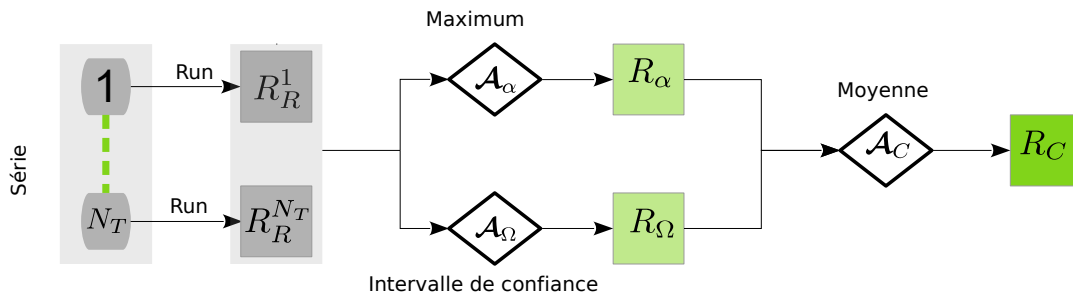 Série
1
Run
R_R^1
N_T
Run
R_R^{N_T}
Maximum
𝓐_α
R_α
𝓐_Ω
R_Ω
Intervalle de confiance
Moyenne
𝓐_C
R_C